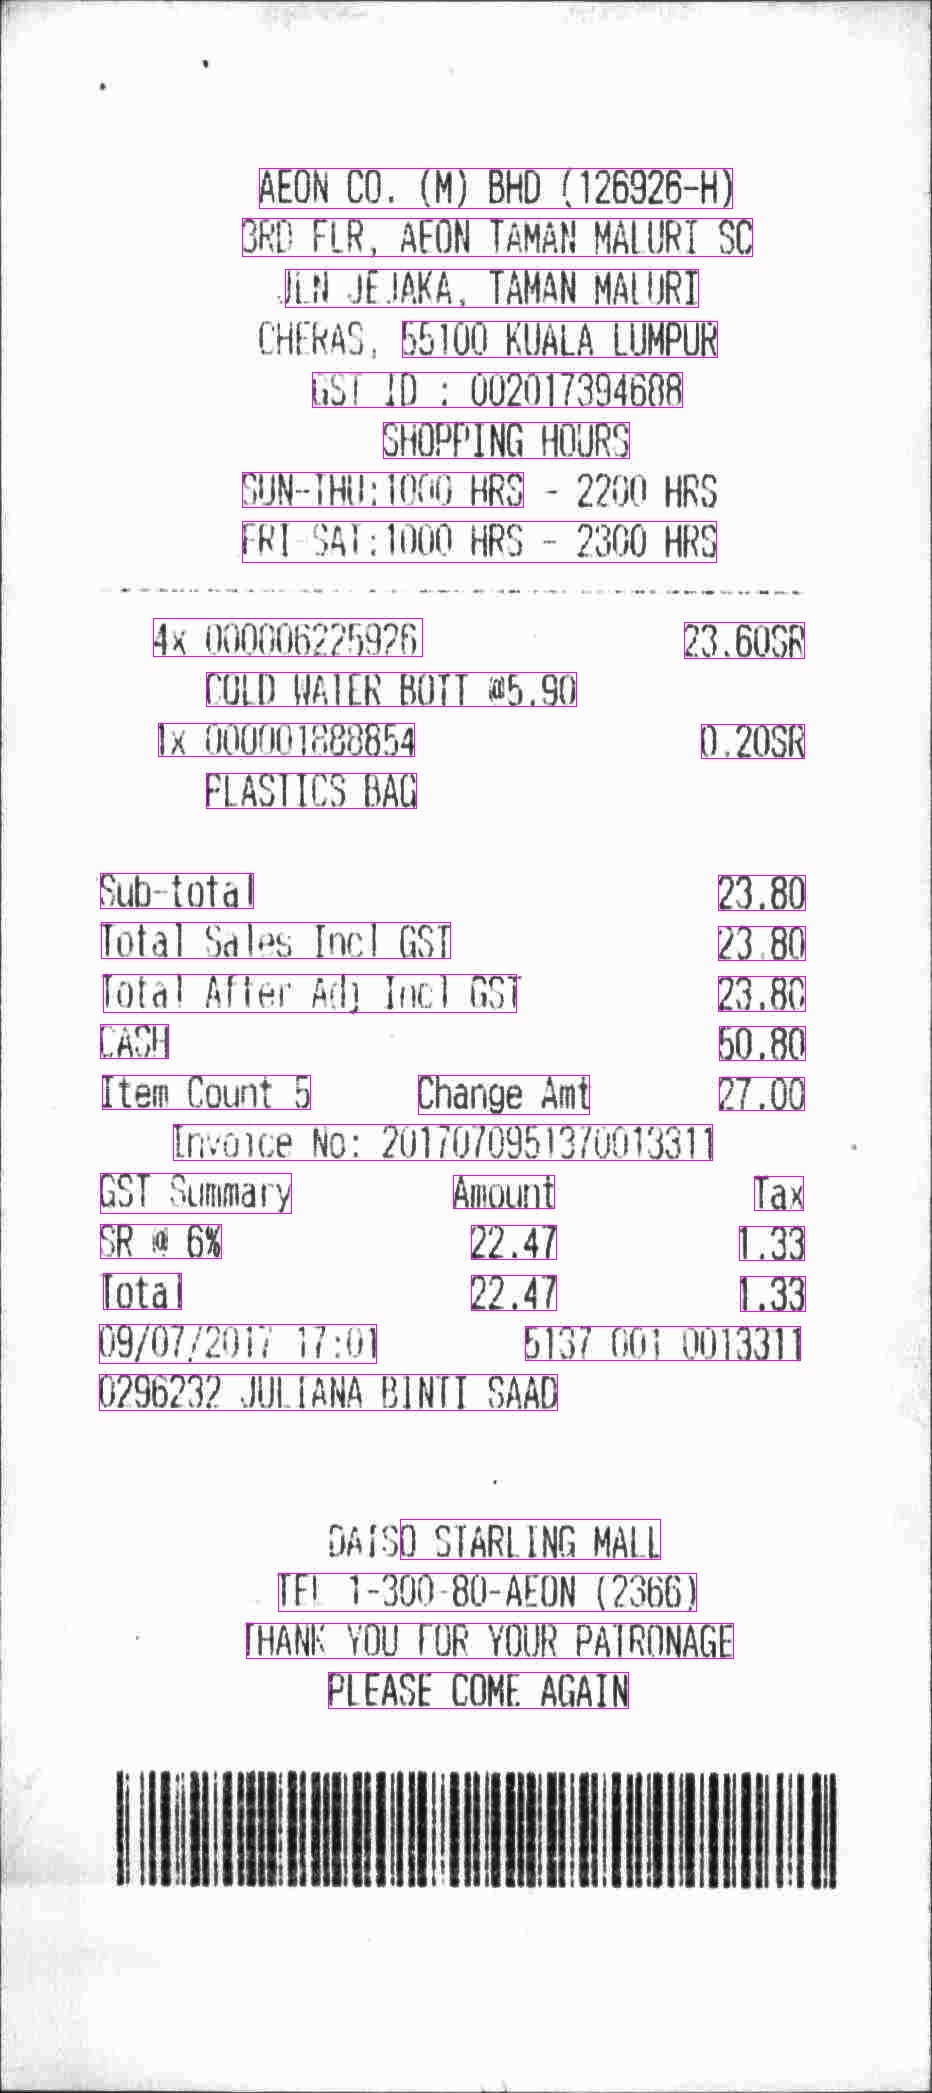 AEON CO. (M) BHD (126926-H)
3RD FLR, AEON TAMAN MALURI SC
JLN JEJAKA, TAMAN MALURI
CHERAS, 55100 KUALA LUMPUR
GST ID : 002017394688
SHOPPING HOURS
SUN-THU:1000 HRS - 2200 HRS
FRI-SAT:1000 HRS - 2300 HRS
4x 000006225926 23.60SR
COLD WATER BOTT @5.90
1x 000001888854 0.20SR
PLASTICS BAG
Sub-total 23.80
Total Sales Incl GST 23.80
Total After Adj Incl GST 23.80
CASH 50.80
Item Count 5 Change Amt 27.00
Invoice No: 2017070951370013311
GST Summary Amount Tax
SR @ 6% 22.47 1.33
Total 22.47 1.33
09/07/2017 17:01 5137 001 0013311
0296232 JULIANA BINTI SAAD
DAISO STARLING MALL
TEL 1-300-80-AEON (2366)
THANK YOU FOR YOUR PATRONAGE
PLEASE COME AGAIN